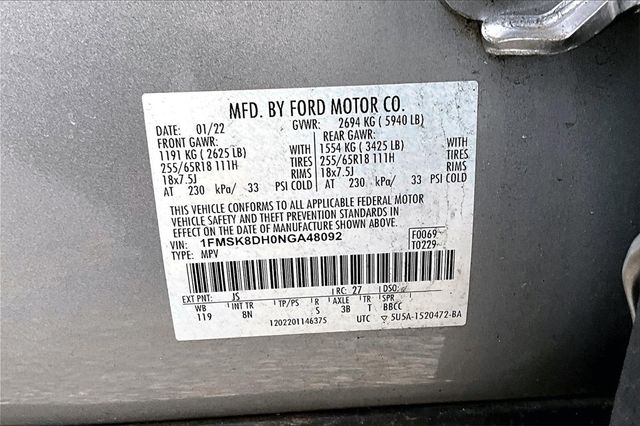 MFD. BY FORD MOTOR CO.
DATE: 01/22 GVWR: 2694 KG ( 5940 LB)
FRONT GAWR: REAR GAWR:
1191 KG ( 2625 LB) WITH 1554 KG ( 3425 LB) WITH
255/65R18 111H TIRES 255/65R18 111H TIRES
18x7.5J RIMS 18x7.5J RIMS
AT 230 kPa/ 33 PSI COLD AT 230 kPa/ 33 PSI COLD
THIS VEHICLE CONFORMS TO ALL APPLICABLE FEDERAL MOTOR
VEHICLE SAFETY AND THEFT PREVENTION STANDARDS IN
EFFECT ON THE DATE OF MANUFACTURE SHOWN ABOVE.
VIN: 1FMSK8DH0NGA48092 F0069
TYPE: MPV T0229
EXT PNT: JS RC: 27 DSO:
WB INT TR TP/PS R AXLE TR SPR
119 8N S 3B T BBCC
1202201146375 UTC ▽ 5U5A-1520472-BA